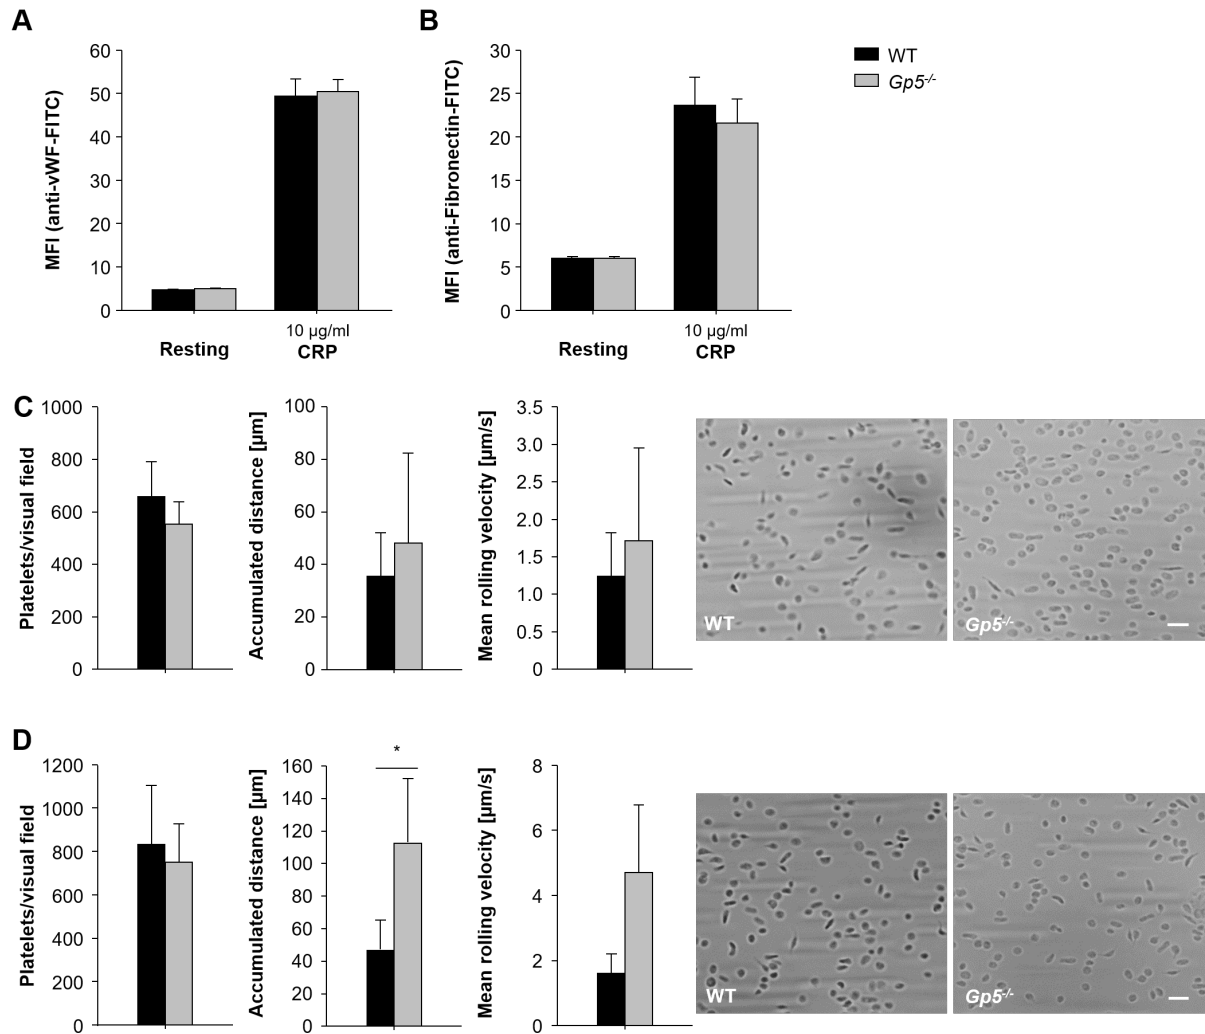 A
B
MFI (anti-vWF-FITC)
60
50
40
30
20
10
0
Resting
10 µg/ml
CRP
MFI (anti-Fibronectin-FITC)
30
25
20
15
10
5
0
Resting
10 µg/ml
CRP
WT
Gp5-/-
C
Platelets/visual field
1000
800
600
400
200
0
Accumulated distance [µm]
100
80
60
40
20
0
Mean rolling velocity [µm/s]
3.5
3.0
2.5
2.0
1.5
1.0
0.5
0
WT
Gp5-/-
D
Platelets/visual field
1200
1000
800
600
400
200
0
Accumulated distance [µm]
160
140
120
100
80
60
40
20
0
*
Mean rolling velocity [µm/s]
8
6
4
2
0
WT
Gp5-/-